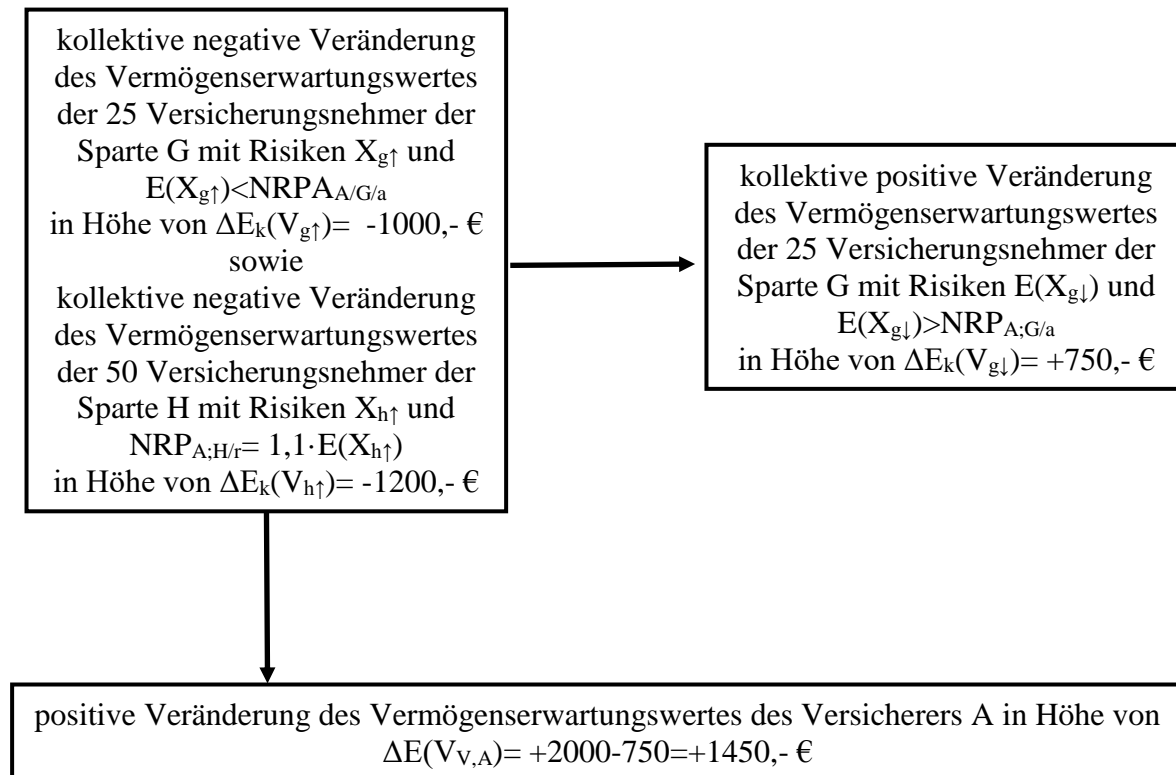 kollektive negative Veränderung
des Vermögenserwartungswertes
der 25 Versicherungsnehmer der
Sparte G mit Risiken Xg↑ und
E(Xg↑)<NRPAA/G/a
in Höhe von ΔEk(Vg↑)= -1000,- €
sowie
kollektive negative Veränderung
des Vermögenserwartungswertes
der 50 Versicherungsnehmer der
Sparte H mit Risiken Xh↑ und
NRPA;H/r= 1,1·E(Xh↑)
in Höhe von ΔEk(Vh↑)= -1200,- €
kollektive positive Veränderung
des Vermögenserwartungswertes
der 25 Versicherungsnehmer der
Sparte G mit Risiken E(Xg↓) und
E(Xg↓)>NRPA;G/a
in Höhe von ΔEk(Vg↓)= +750,- €
positive Veränderung des Vermögenserwartungswertes des Versicherers A in Höhe von
ΔE(VV,A)= +2000-750=+1450,- €